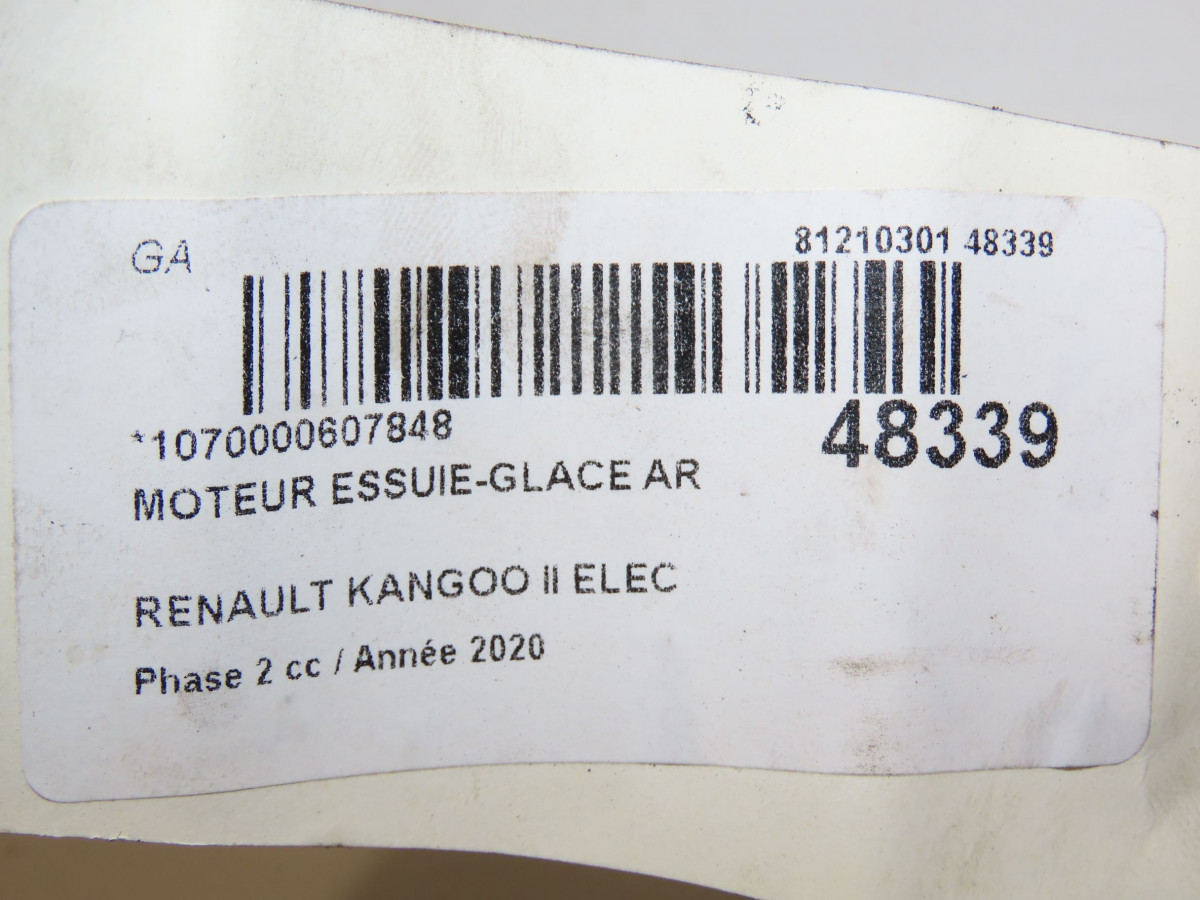 GA
81210301 48339
*1070000607848
48339
MOTEUR ESSUIE-GLACE AR
RENAULT KANGOO II ELEC
Phase 2 cc / Année 2020